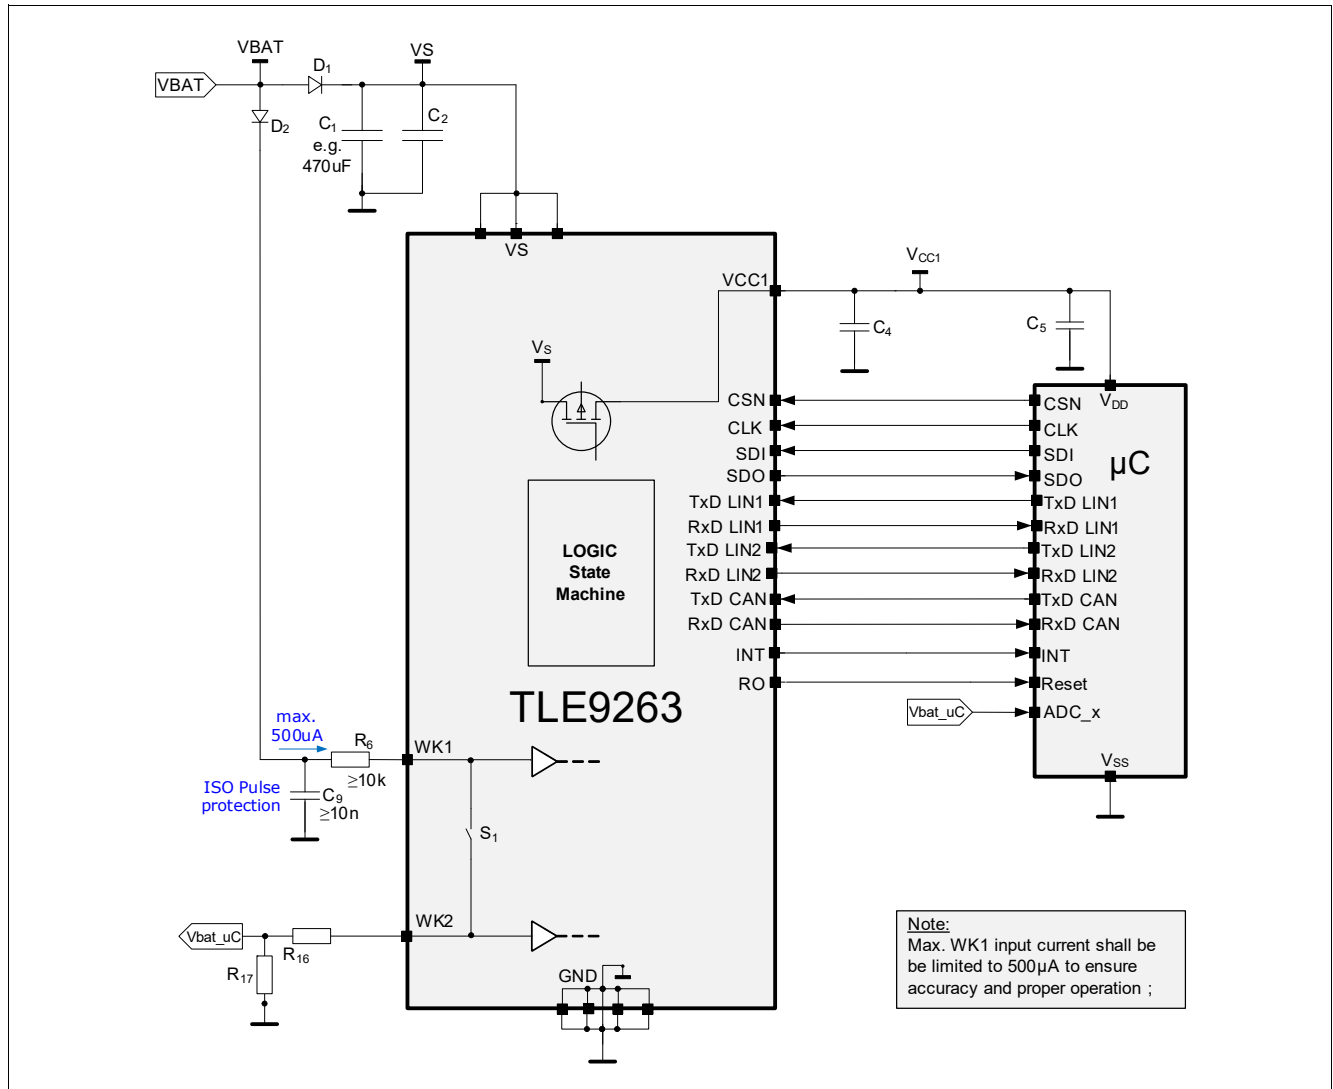 VBAT
VS
VBAT
D1
D2
C1
e.g.
470uF
C2
VS
VCC1
VCC1
C4
C5
VS
CSN
CLK
SDI
SDO
TxD LIN1
RxD LIN1
TxD LIN2
RxD LIN2
TxD CAN
RxD CAN
INT
RO
VDD
CSN
CLK
SDI
SDO
TxD LIN1
RxD LIN1
TxD LIN2
RxD LIN2
TxD CAN
RxD CAN
INT
Reset
ADC_x
µC
VSS
Vbat_uC
LOGIC
State
Machine
TLE9263
max.
500uA
R6
≥10k
WK1
ISO Pulse
protection
C9
≥10n
S1
WK2
Vbat_uC
R16
R17
GND
Note:
Max. WK1 input current shall be
be limited to 500µA to ensure
accuracy and proper operation ;